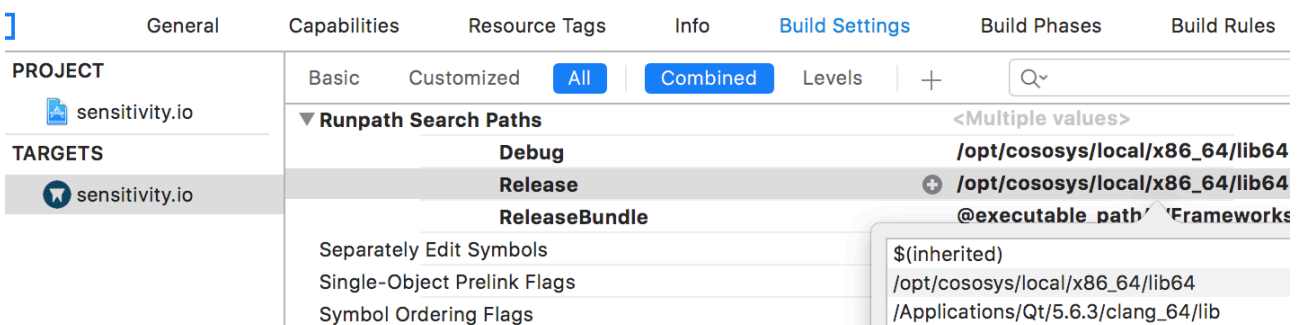 General Capabilities Resource Tags Info Build Settings Build Phases Build Rules
PROJECT
sensitivity.io
TARGETS
sensitivity.io
Basic Customized All Combined Levels
Runpath Search Paths <Multiple values>
Debug /opt/cososys/local/x86_64/lib64
Release /opt/cososys/local/x86_64/lib64
ReleaseBundle @executable_path/ /Frameworks
Separately Edit Symbols
Single-Object Prelink Flags
Symbol Ordering Flags
$(inherited)
/opt/cososys/local/x86_64/lib64
/Applications/Qt/5.6.3/clang_64/lib